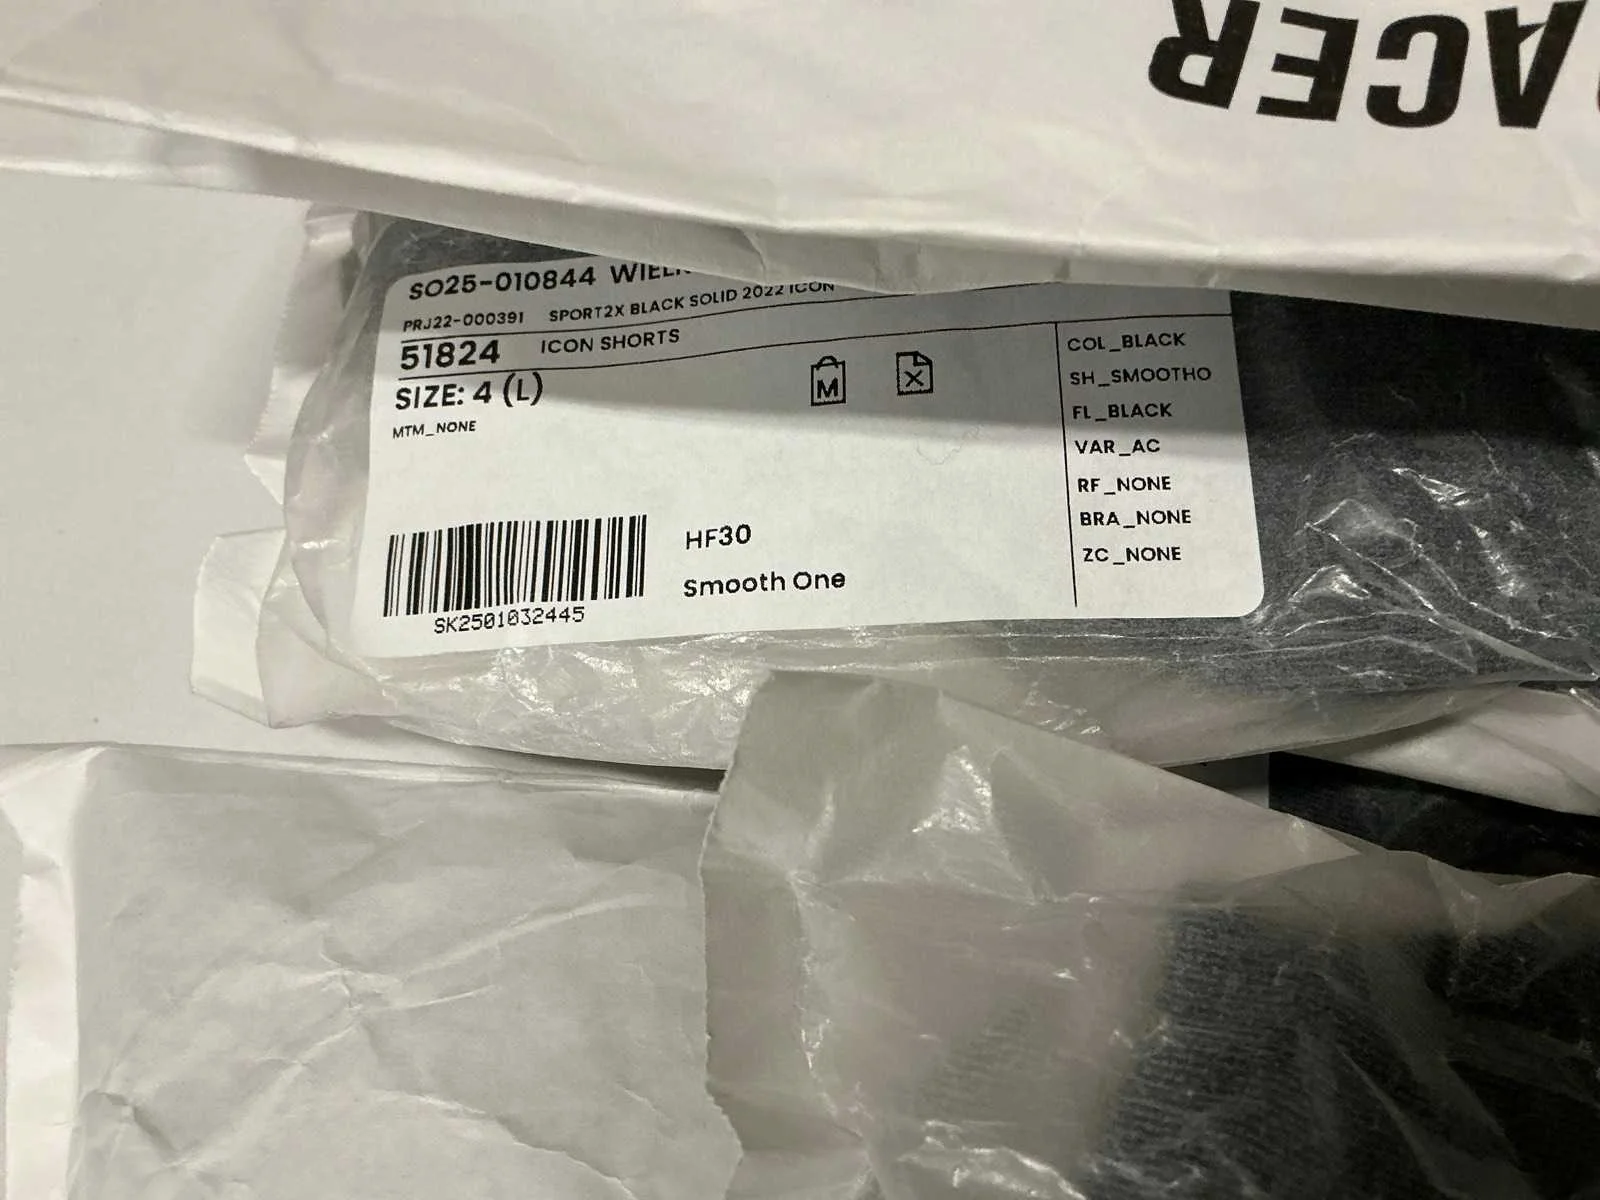 ACER
SO25-010844
PRJ22-000391 SPORT2X BLACK SOLID 2022 ICON
51824 ICON SHORTS
SIZE: 4 (L)
MTM_NONE
M
X
COL_BLACK
SH_SMOOTHO
FL_BLACK
VAR_AC
RF_NONE
BRA_NONE
ZC_NONE
HF30
Smooth One
SK2501032445